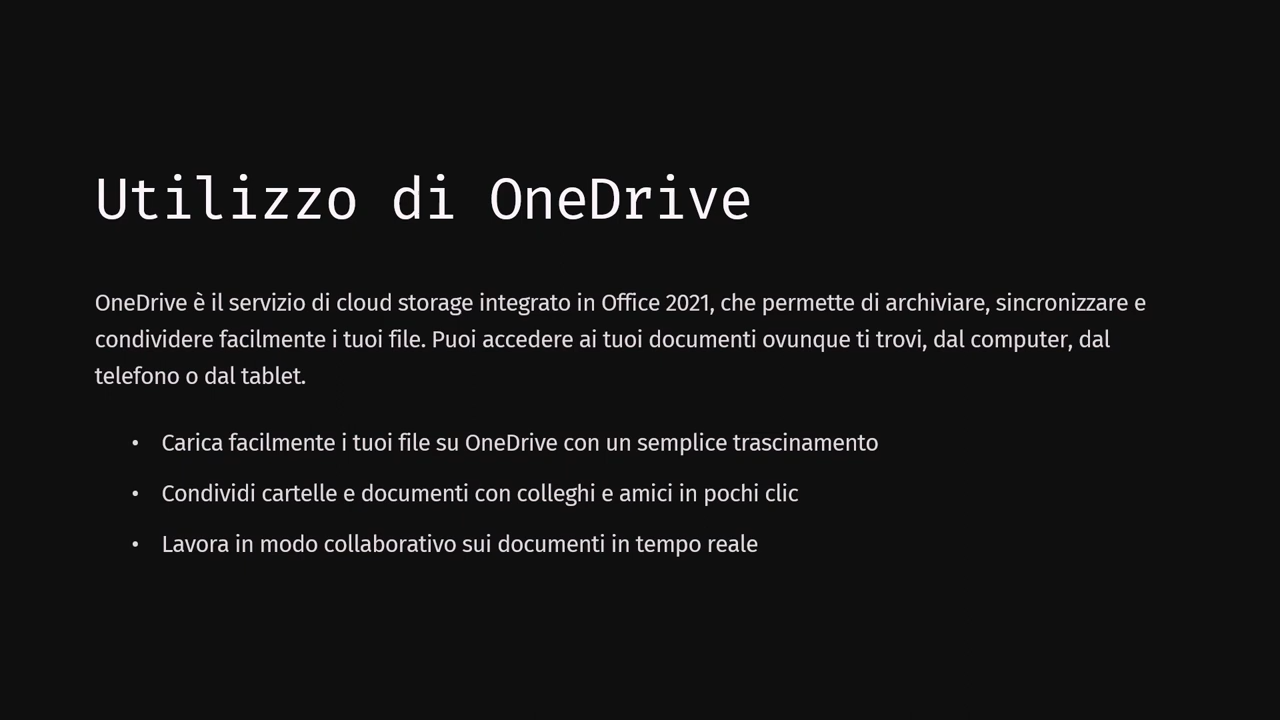 Utilizzo di OneDrive
OneDrive è il servizio di cloud storage integrato in Office 2021, che permette di archiviare, sincronizzare e
condividere facilmente i tuoi file. Puoi accedere ai tuoi documenti ovunque ti trovi, dal computer, dal
telefono o dal tablet.
• Carica facilmente i tuoi file su OneDrive con un semplice trascinamento
• Condividi cartelle e documenti con colleghi e amici in pochi clic
• Lavora in modo collaborativo sui documenti in tempo reale